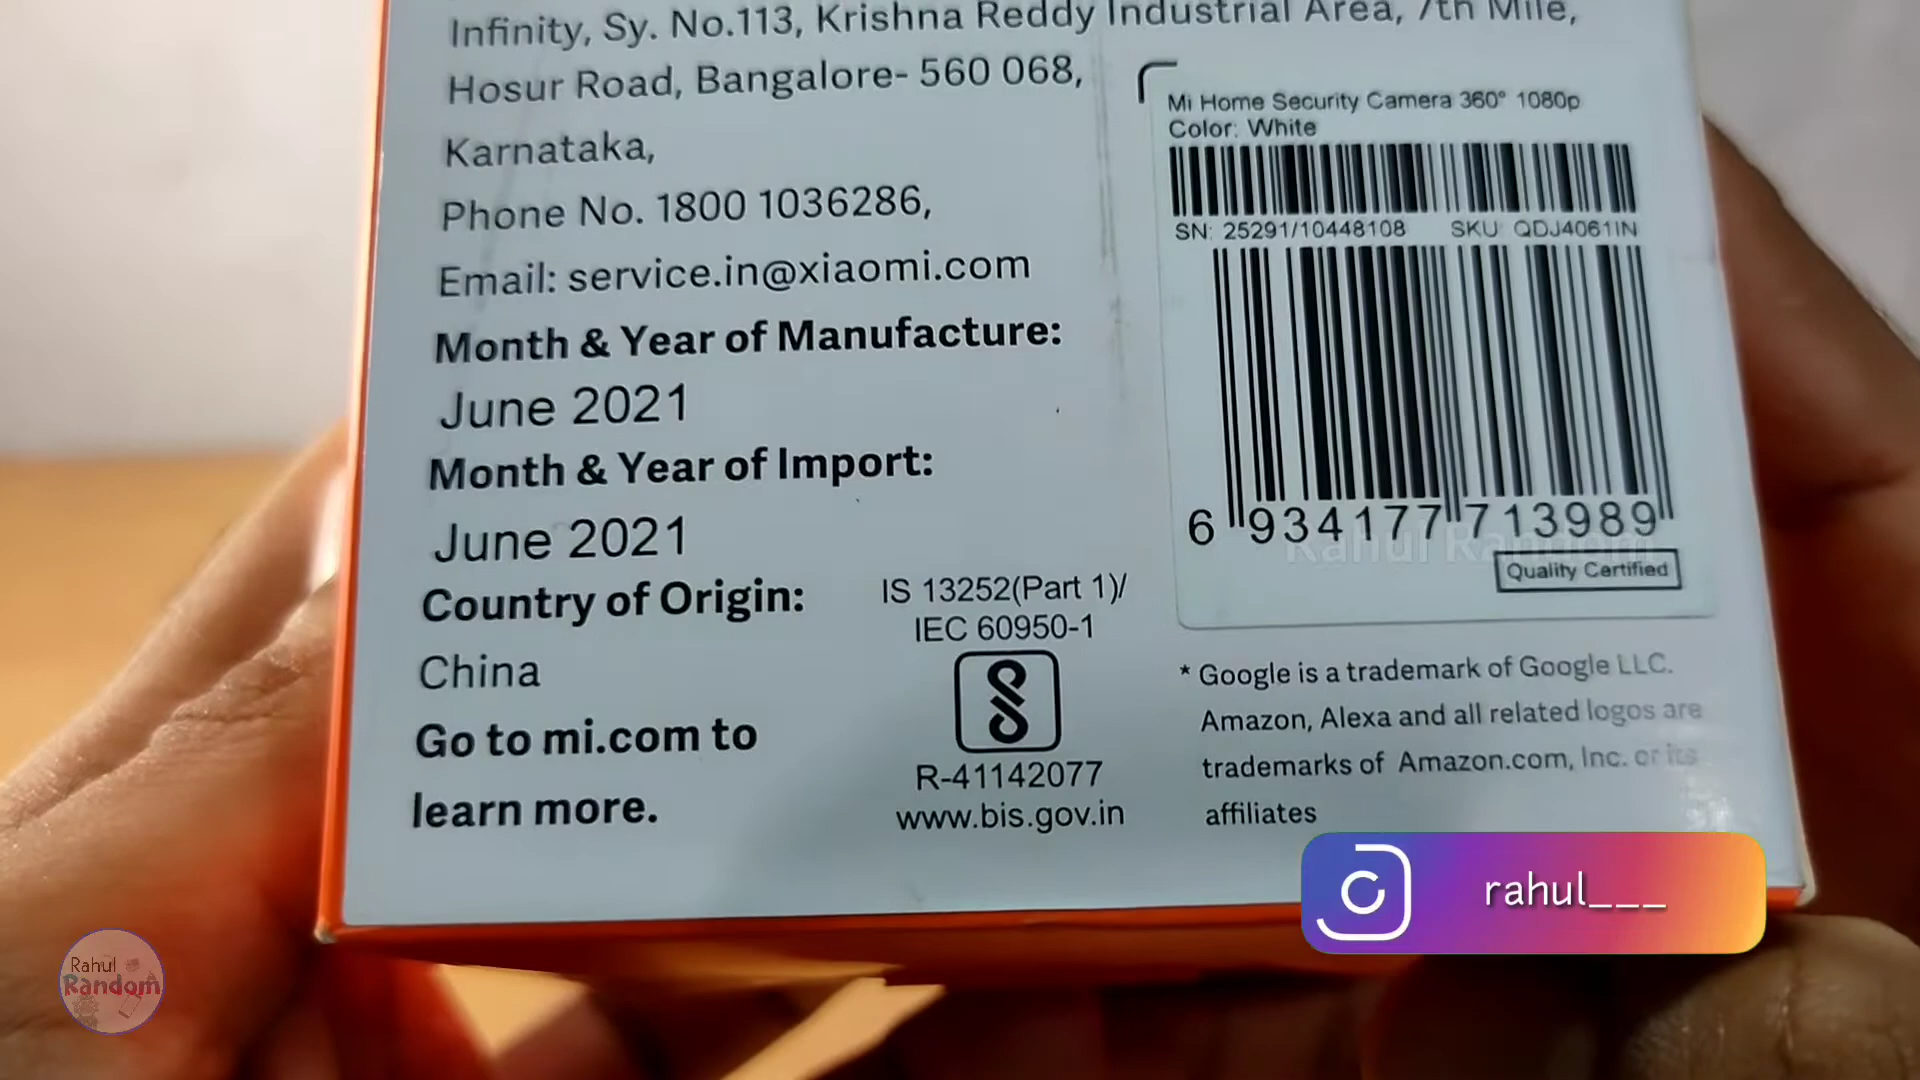 Infinity, Sy. No.113, Krishna Reddy Industrial Area, 7th Mile,
Hosur Road, Bangalore- 560 068,
Karnataka,
Phone No. 1800 1036286,
Email: service.in@xiaomi.com
Month & Year of Manufacture:
June 2021
Month & Year of Import:
June 2021
Country of Origin:
China
Go to mi.com to
learn more.
IS 13252(Part 1)/
IEC 60950-1
R-41142077
www.bis.gov.in
Mi Home Security Camera 360° 1080p
Color: White
SN: 25291/10448108 SKU: QDJ4061IN
6 934177 713989
Rahul Random
Quality Certified
* Google is a trademark of Google LLC.
Amazon, Alexa and all related logos are
trademarks of Amazon.com, Inc. or its
affiliates
rahul___
Rahul
Random